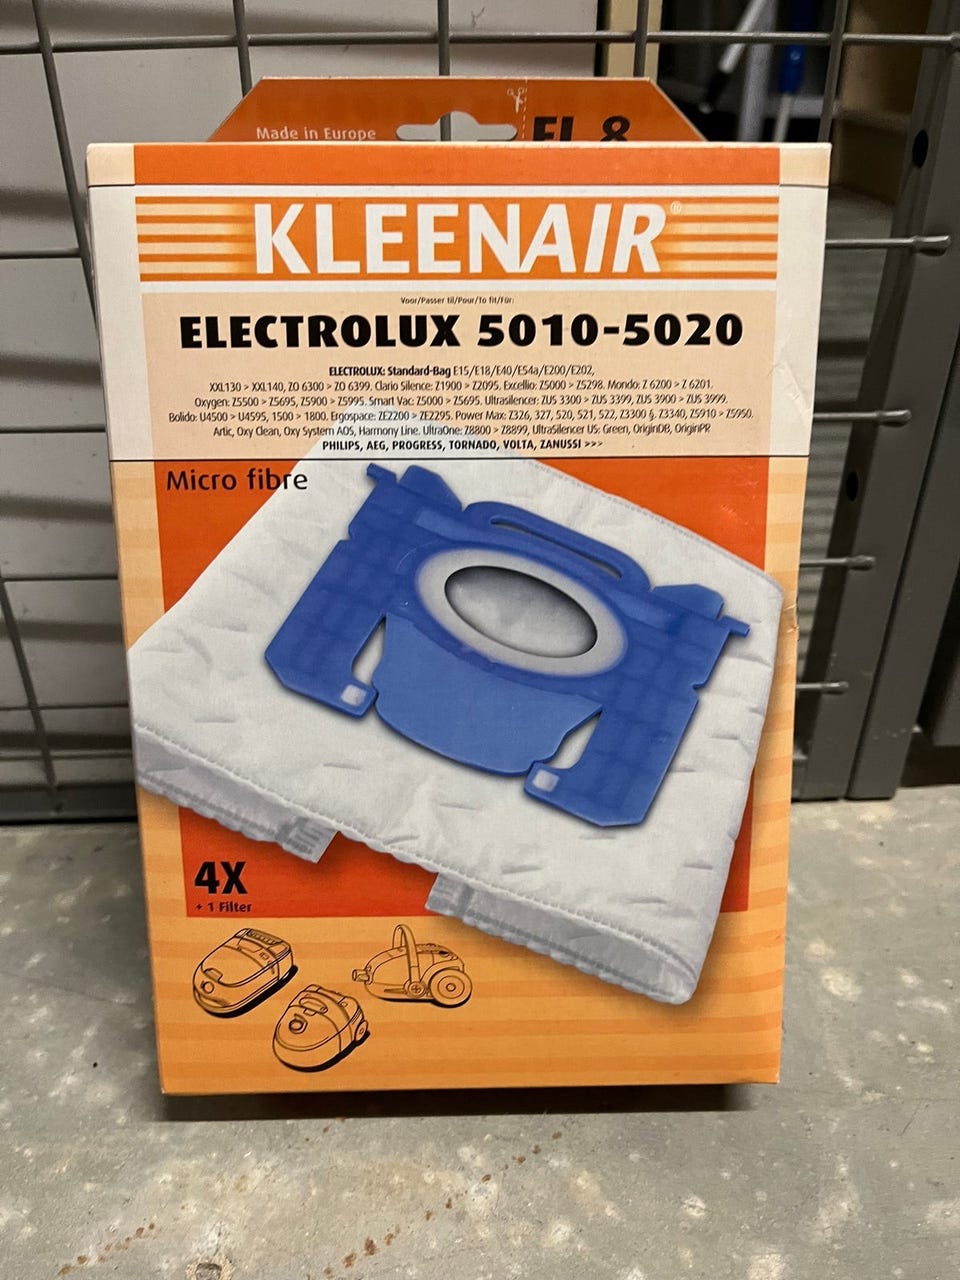 Made in Europe
EL 8
KLEENAIR®
Voor/Passer til/Pour/To fit/Für:
ELECTROLUX 5010-5020
ELECTROLUX: Standard-Bag E15/E18/E40/E54a/E200/E202,
XXL130 > XXL140, ZO 6300 > ZO 6399, Clario Silence: Z1900 > Z2095. Excellio: Z5000 > Z5298. Mondo: Z 6200 > Z 6201.
Oxygen: Z5500 > Z5695, Z5900 > Z5995. Smart Vac: Z5000 > Z5695. Ultrasilencer: ZUS 3300 > ZUS 3399, ZUS 3900 > ZUS 3999.
Bolido: U4500 > U4595, 1500 > 1800. Ergospace: ZE2200 > ZE2295. Power Max: Z326, 327, 520, 521, 522, Z3300 § Z3340, Z5910 > Z5950.
Artic, Oxy Clean, Oxy System AOS, Harmony Line. UltraOne: Z8800 > Z8899, UltraSilencer US: Green, OriginDB, OriginPR
PHILIPS, AEG, PROGRESS, TORNADO, VOLTA, ZANUSSI >>>
Micro fibre
4X
+ 1 Filter